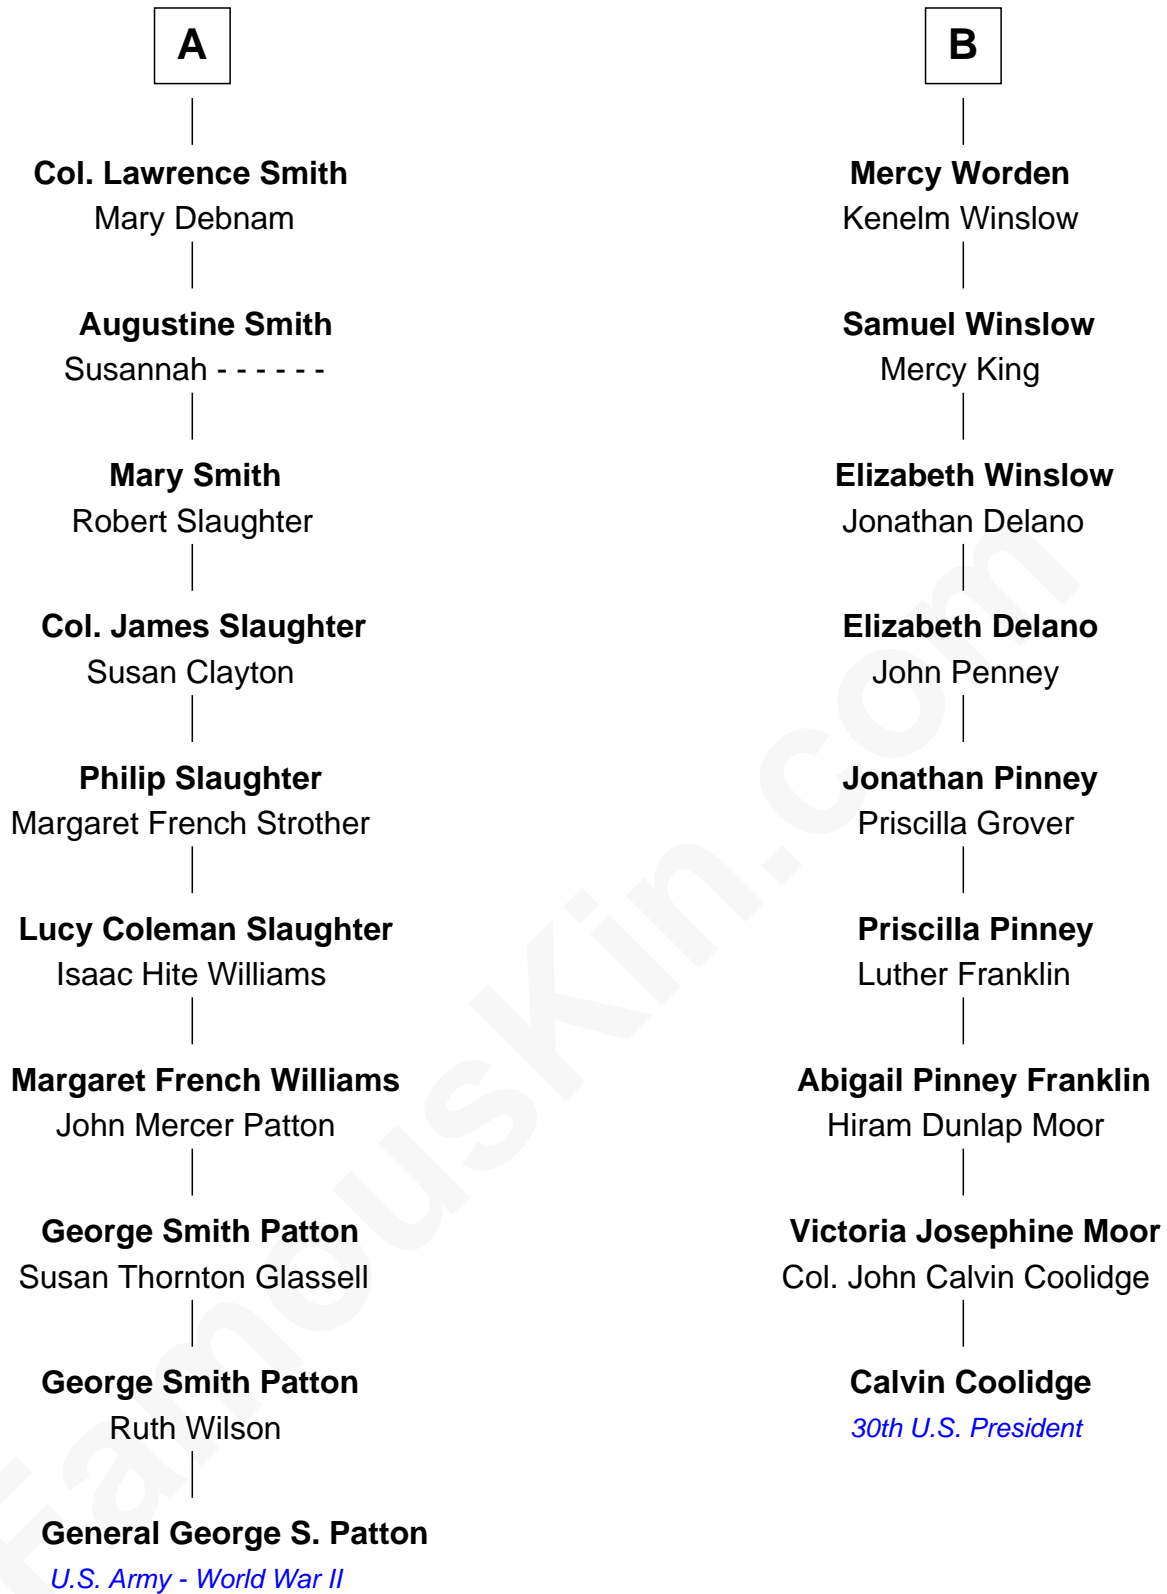 A
Col. Lawrence Smith
Mary Debnam
Augustine Smith
Susannah - - - - - -
Mary Smith
Robert Slaughter
Col. James Slaughter
Susan Clayton
Philip Slaughter
Margaret French Strother
Lucy Coleman Slaughter
Isaac Hite Williams
Margaret French Williams
John Mercer Patton
George Smith Patton
Susan Thornton Glassell
George Smith Patton
Ruth Wilson
General George S. Patton
U.S. Army - World War II
B
Mercy Worden
Kenelm Winslow
Samuel Winslow
Mercy King
Elizabeth Winslow
Jonathan Delano
Elizabeth Delano
John Penney
Jonathan Pinney
Priscilla Grover
Priscilla Pinney
Luther Franklin
Abigail Pinney Franklin
Hiram Dunlap Moor
Victoria Josephine Moor
Col. John Calvin Coolidge
Calvin Coolidge
30th U.S. President
FamousKin.com